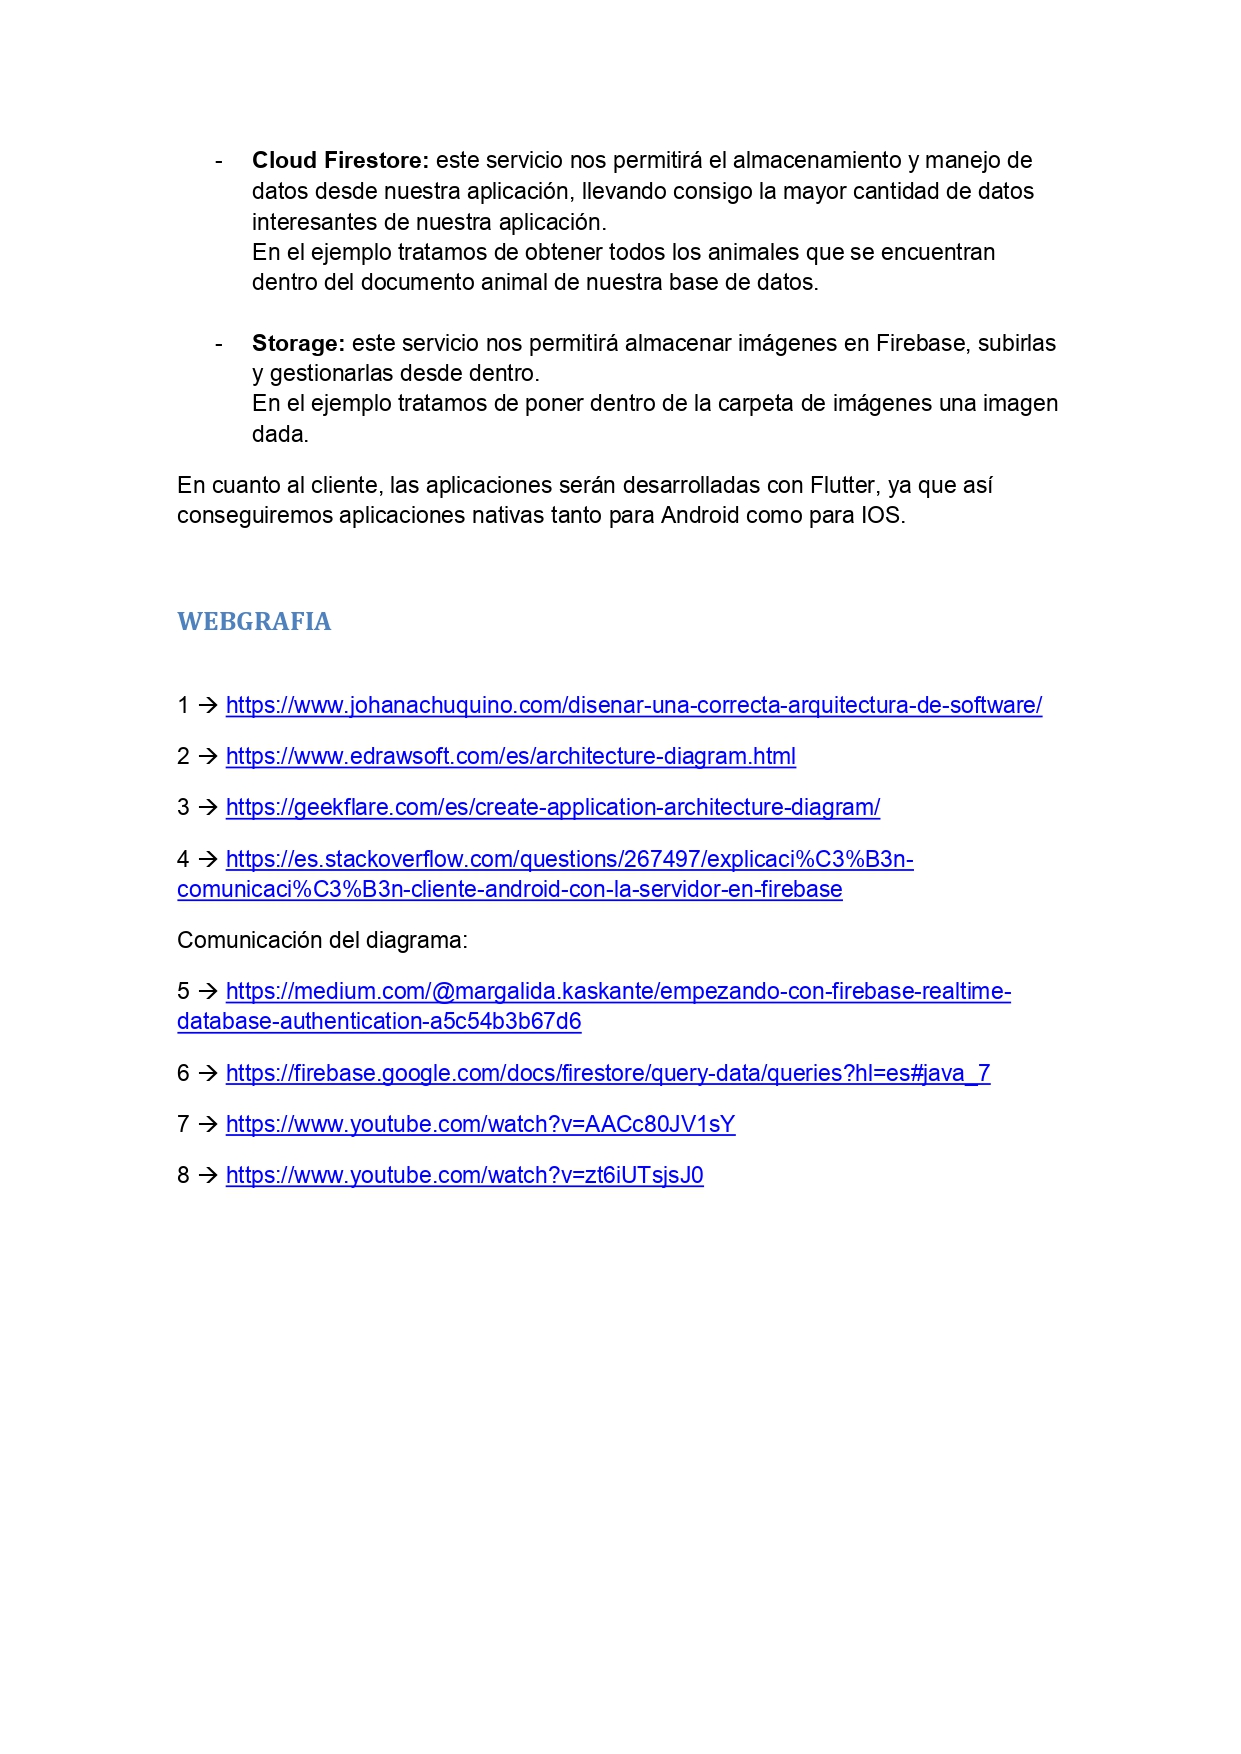 - Cloud Firestore: este servicio nos permitirá el almacenamiento y manejo de
datos desde nuestra aplicación, llevando consigo la mayor cantidad de datos
interesantes de nuestra aplicación.
En el ejemplo tratamos de obtener todos los animales que se encuentran
dentro del documento animal de nuestra base de datos.
- Storage: este servicio nos permitirá almacenar imágenes en Firebase, subirlas
y gestionarlas desde dentro.
En el ejemplo tratamos de poner dentro de la carpeta de imágenes una imagen
dada.
En cuanto al cliente, las aplicaciones serán desarrolladas con Flutter, ya que así
conseguiremos aplicaciones nativas tanto para Android como para IOS.
WEBGRAFIA
1 → https://www.johanachuquino.com/disenar-una-correcta-arquitectura-de-software/
2 → https://www.edrawsoft.com/es/architecture-diagram.html
3 → https://geekflare.com/es/create-application-architecture-diagram/
4 → https://es.stackoverflow.com/questions/267497/explicaci%C3%B3n-
comunicaci%C3%B3n-cliente-android-con-la-servidor-en-firebase
Comunicación del diagrama:
5 → https://medium.com/@margalida.kaskante/empezando-con-firebase-realtime-
database-authentication-a5c54b3b67d6
6 → https://firebase.google.com/docs/firestore/query-data/queries?hl=es#java_7
7 → https://www.youtube.com/watch?v=AACc80JV1sY
8 → https://www.youtube.com/watch?v=zt6iUTsjsJ0